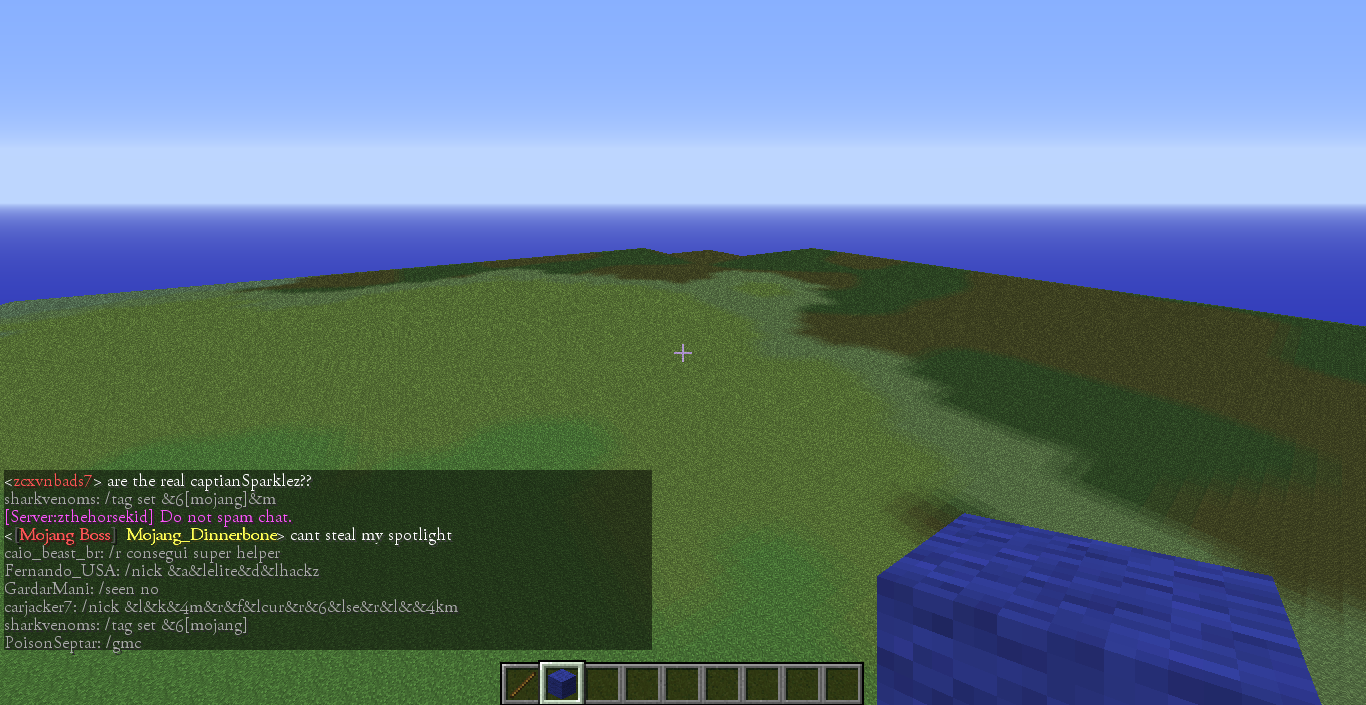 <zcxvnbads7> are the real captianSparklez??
sharkvenoms: /tag set &6[mojang]&m
[Server:zthehorsekid] Do not spam chat.
<[Mojang Boss] Mojang_Dinnerbone> cant steal my spotlight
caio_beast_br: /r consegui super helper
Fernando_USA: /nick &a&lelite&d&lhackz
GardarMani: /seen no
carjacker7: /nick &l&k&4m&r&f&lcur&r&6&lse&r&l&&4km
sharkvenoms: /tag set &6[mojang]
PoisonSeptar: /gmc